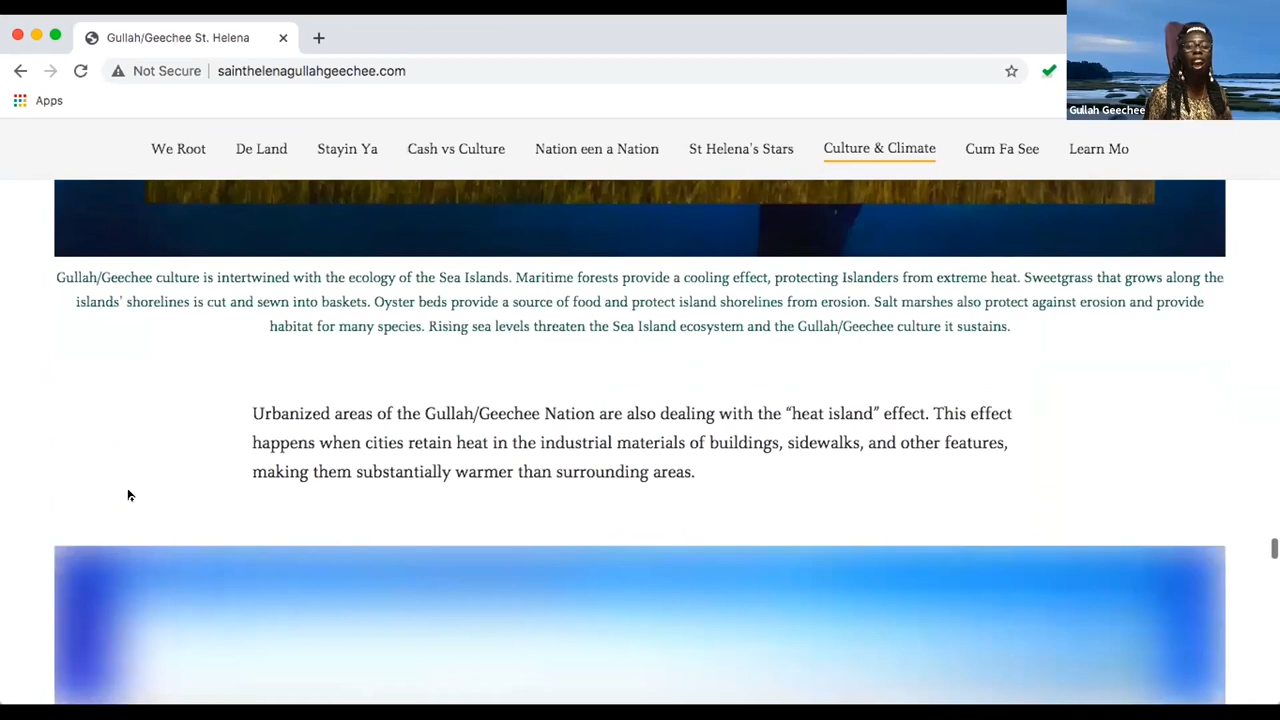 Gullah/Geechee St. Helena
Not Secure
sainthelenagullahgeechee.com
Apps
Gullah Geechee
We Root
De Land
Stayin Ya
Cash vs Culture
Nation een a Nation
St Helena's Stars
Culture & Climate
Cum Fa See
Learn Mo
Gullah/Geechee culture is intertwined with the ecology of the Sea Islands. Maritime forests provide a cooling effect, protecting Islanders from extreme heat. Sweetgrass that grows along the
islands' shorelines is cut and sewn into baskets. Oyster beds provide a source of food and protect island shorelines from erosion. Salt marshes also protect against erosion and provide
habitat for many species. Rising sea levels threaten the Sea Island ecosystem and the Gullah/Geechee culture it sustains.
Urbanized areas of the Gullah/Geechee Nation are also dealing with the “heat island” effect. This effect
happens when cities retain heat in the industrial materials of buildings, sidewalks, and other features,
making them substantially warmer than surrounding areas.